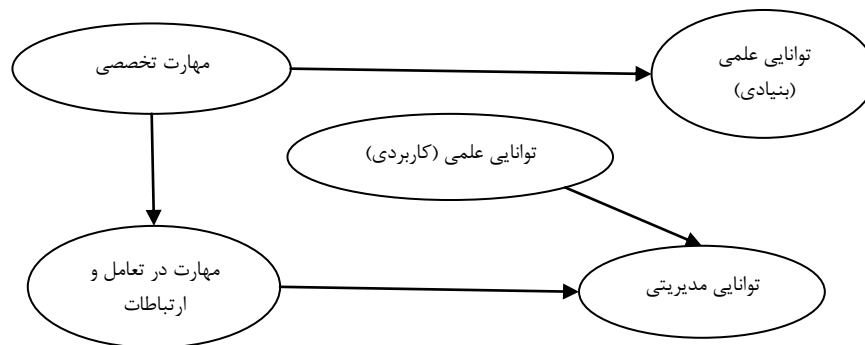 توانایی علمی
(بنیادی)
مهارت تخصصی
توانایی علمی (کاربردی)
مهارت در تعامل و
ارتباطات
توانایی مدیریتی